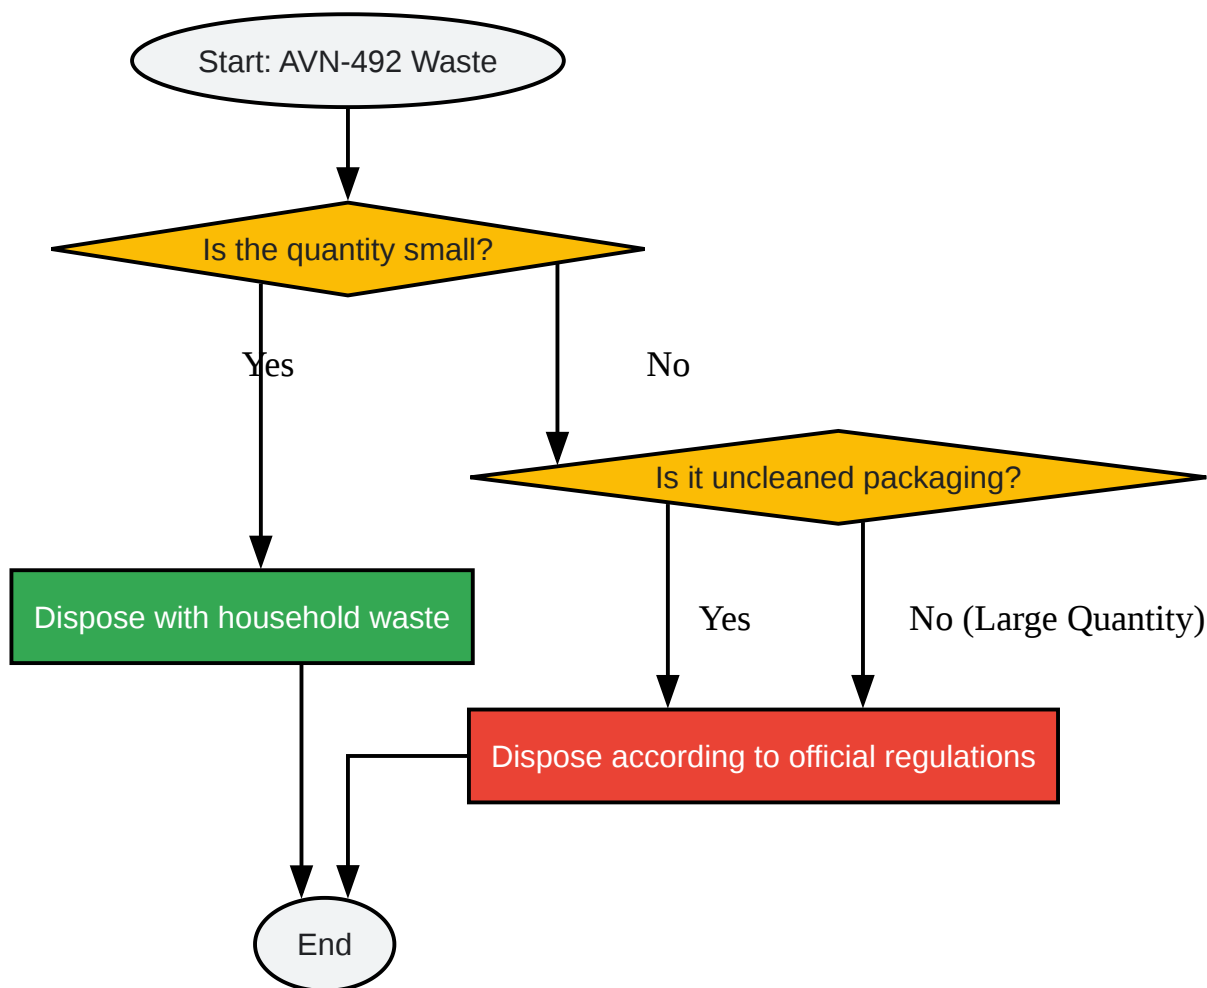 Start: AVN-492 Waste
Is the quantity small?
Yes
No
Is it uncleaned packaging?
Dispose with household waste
Yes
No (Large Quantity)
Dispose according to official regulations
End